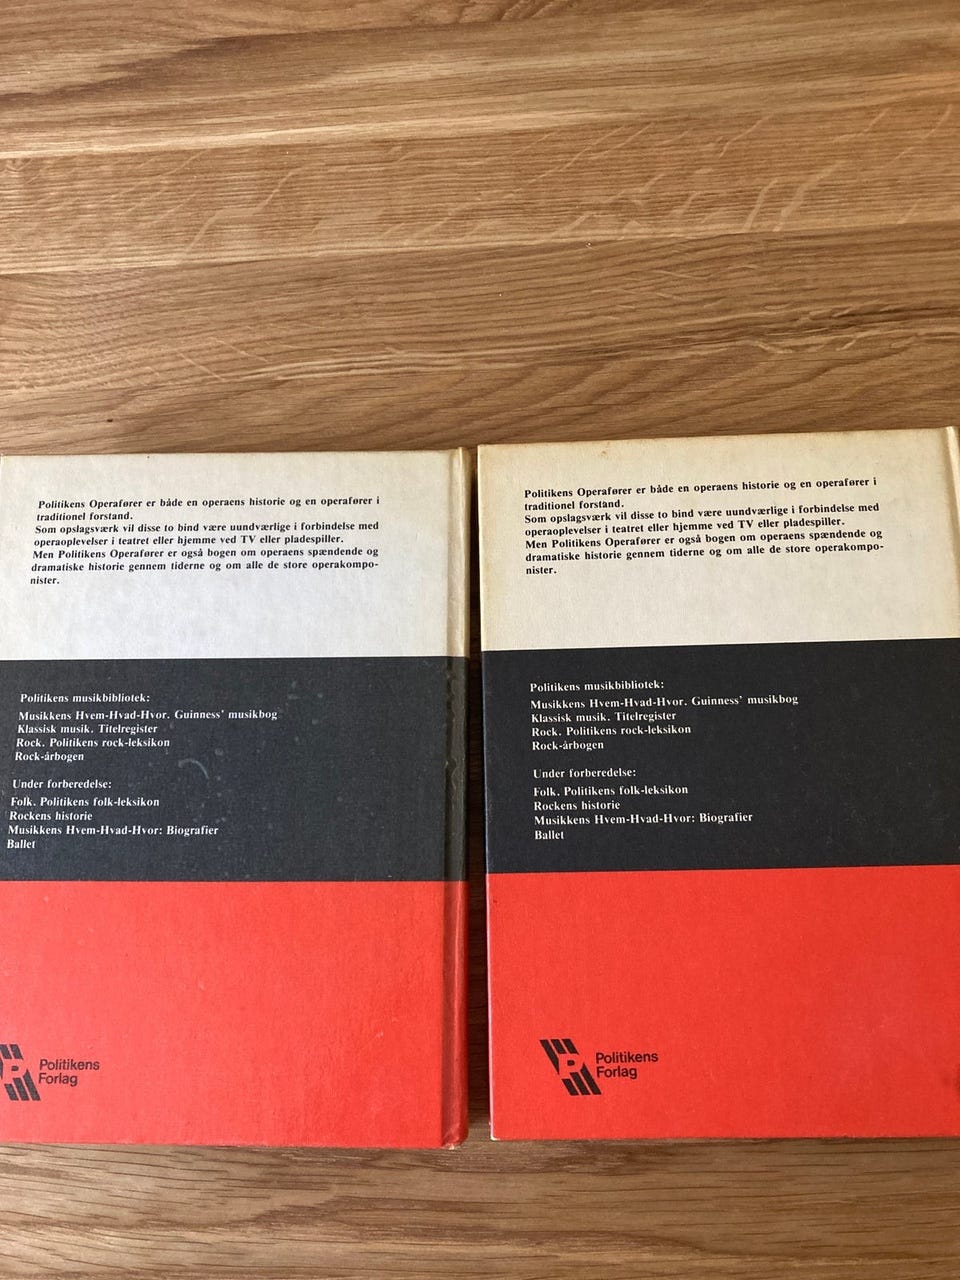 Politikens Operafører er både en operaens historie og en operafører i
traditionel forstand.
Som opslagsværk vil disse to bind være uundværlige i forbindelse med
operaoplevelser i teatret eller hjemme ved TV eller pladespiller.
Men Politikens Operafører er også bogen om operaens spændende og
dramatiske historie gennem tiderne og om alle de store operakompo-
nister.
Politikens musikbibliotek:
Musikkens Hvem-Hvad-Hvor. Guinness' musikbog
Klassisk musik. Titelregister
Rock. Politikens rock-leksikon
Rock-årbogen
Under forberedelse:
Folk. Politikens folk-leksikon
Rockens historie
Musikkens Hvem-Hvad-Hvor: Biografier
Ballet
P
Politikens
Forlag
Politikens Operafører er både en operaens historie og en operafører i
traditionel forstand.
Som opslagsværk vil disse to bind være uundværlige i forbindelse med
operaoplevelser i teatret eller hjemme ved TV eller pladespiller.
Men Politikens Operafører er også bogen om operaens spændende og
dramatiske historie gennem tiderne og om alle de store operakompo-
nister.
Politikens musikbibliotek:
Musikkens Hvem-Hvad-Hvor. Guinness' musikbog
Klassisk musik. Titelregister
Rock. Politikens rock-leksikon
Rock-årbogen
Under forberedelse:
Folk. Politikens folk-leksikon
Rockens historie
Musikkens Hvem-Hvad-Hvor: Biografier
Ballet
P
Politikens
Forlag